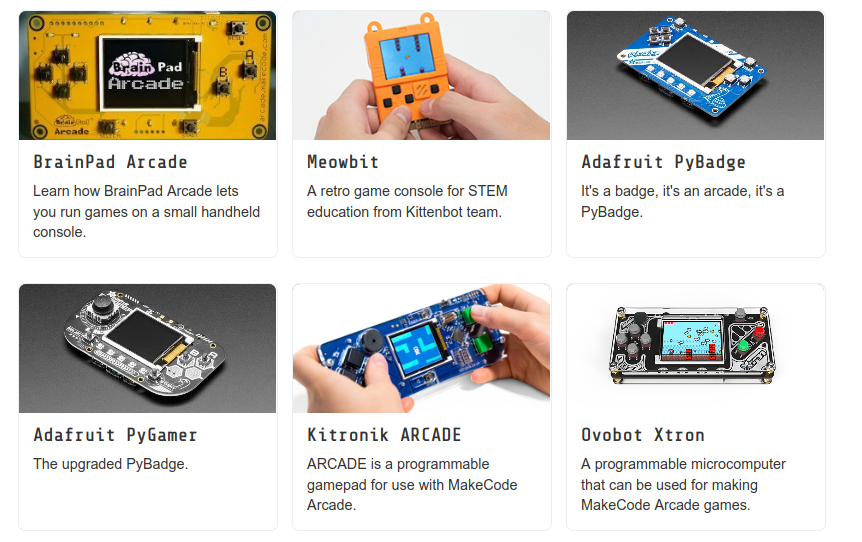 Brain Pad
Arcade
B
A
Arcade
BrainPad Arcade
Learn how BrainPad Arcade lets
you run games on a small handheld
console.
Meowbit
A retro game console for STEM
education from Kittenbot team.
Adafruit PyBadge
It's a badge, it's an arcade, it's a
PyBadge.
Adafruit PyGamer
The upgraded PyBadge.
Kitronik ARCADE
ARCADE is a programmable
gamepad for use with MakeCode
Arcade.
Ovobot Xtron
A programmable microcomputer
that can be used for making
MakeCode Arcade games.